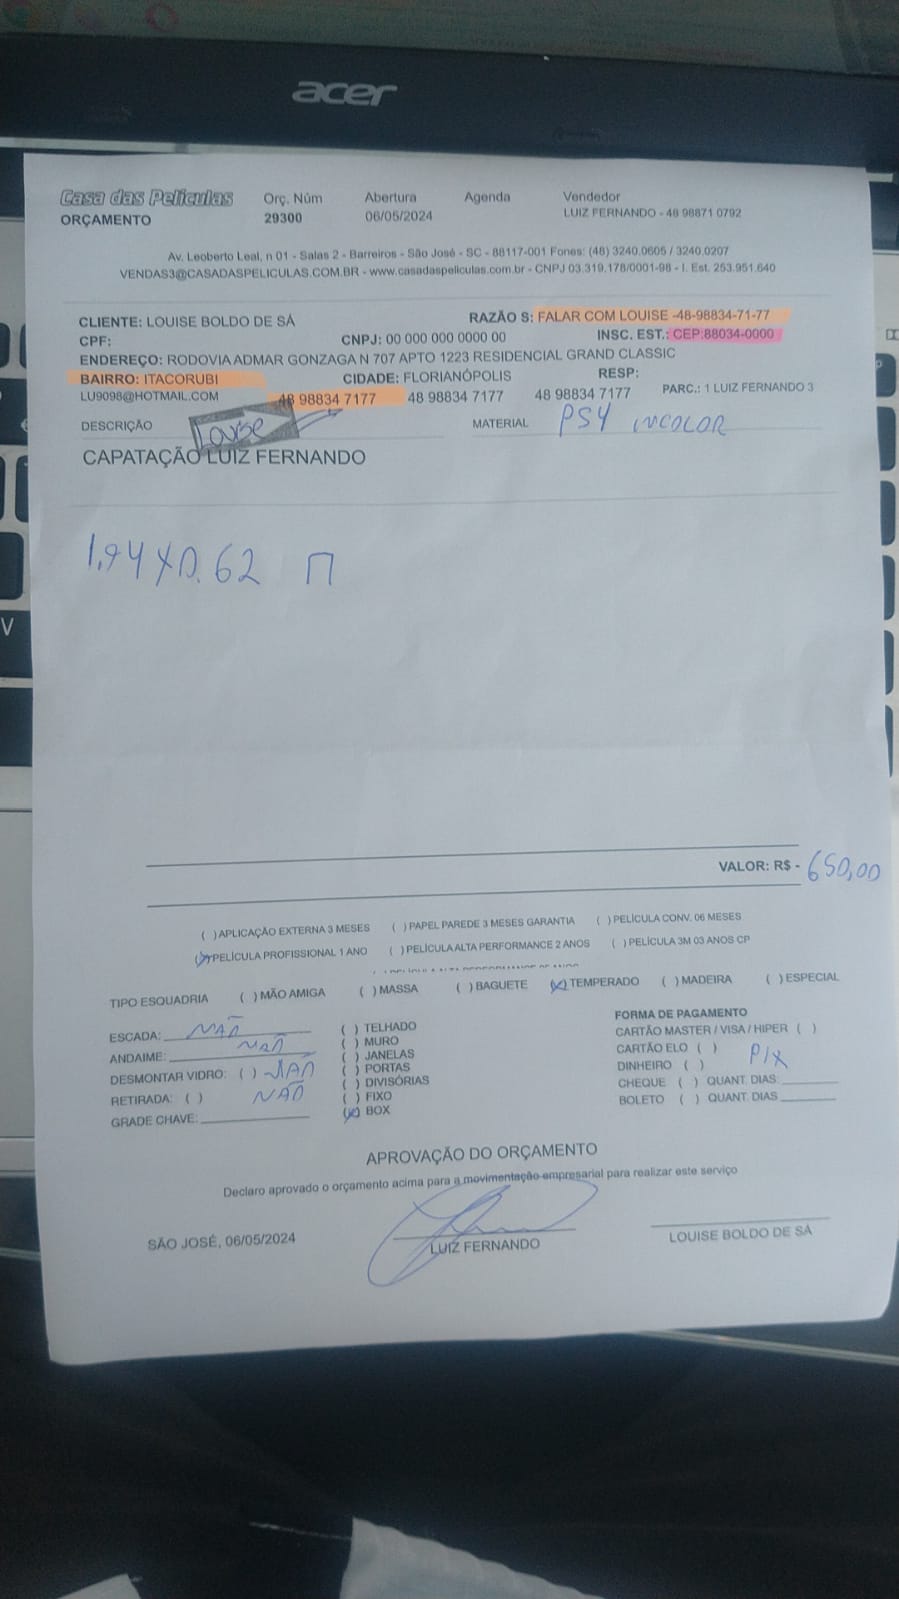 acer
Casa das Películas
ORÇAMENTO
Orç. Núm
29300
Abertura
06/05/2024
Agenda
Vendedor
LUIZ FERNANDO - 48 98871 0792
Av. Leoberto Leal, n 01 - Salas 2 - Barreiros - São José - SC - 88117-001 Fones: (48) 3240.0605 / 3240.0207
VENDAS3@CASADASPELICULAS.COM.BR - www.casadaspeliculas.com.br - CNPJ 03.319.178/0001-98 - I. Est. 253.951.640
CLIENTE: LOUISE BOLDO DE SÁ
RAZÃO S: FALAR COM LOUISE -48-98834-71-77
CPF:
CNPJ: 00 000 000 0000 00
INSC. EST.: CEP:88034-0000
ENDEREÇO: RODOVIA ADMAR GONZAGA N 707 APTO 1223 RESIDENCIAL GRAND CLASSIC
BAIRRO: ITACORUBI
CIDADE: FLORIANÓPOLIS
RESP:
LU9098@HOTMAIL.COM
48 98834 7177
48 98834 7177
48 98834 7177
PARC.: 1 LUIZ FERNANDO 3
DESCRIÇÃO
Louise
MATERIAL
PS4 INCOLOR
CAPATAÇÃO LUIZ FERNANDO
V
VALOR: R$ - 650,00
( ) APLICAÇÃO EXTERNA 3 MESES ( ) PAPEL PAREDE 3 MESES GARANTIA ( ) PELÍCULA CONV. 06 MESES
(x) PELÍCULA PROFISSIONAL 1 ANO ( ) PELÍCULA ALTA PERFORMANCE 2 ANOS ( ) PELÍCULA 3M 03 ANOS CP
TIPO ESQUADRIA ( ) MÃO AMIGA ( ) MASSA ( ) BAGUETE (x) TEMPERADO ( ) MADEIRA ( ) ESPECIAL
ESCADA: NÃO
ANDAIME: NÃO
DESMONTAR VIDRO: ( ) NÃO
RETIRADA: ( ) NÃO
GRADE CHAVE:
( ) TELHADO
( ) MURO
( ) JANELAS
( ) PORTAS
( ) DIVISÓRIAS
( ) FIXO
(x) BOX
FORMA DE PAGAMENTO
CARTÃO MASTER / VISA / HIPER ( )
CARTÃO ELO ( )
DINHEIRO ( ) PIX
CHEQUE ( ) QUANT. DIAS:
BOLETO ( ) QUANT. DIAS
APROVAÇÃO DO ORÇAMENTO
Declaro aprovado o orçamento acima para a movimentação empresarial para realizar este serviço
SÃO JOSÉ, 06/05/2024
LUIZ FERNANDO
LOUISE BOLDO DE SÁ